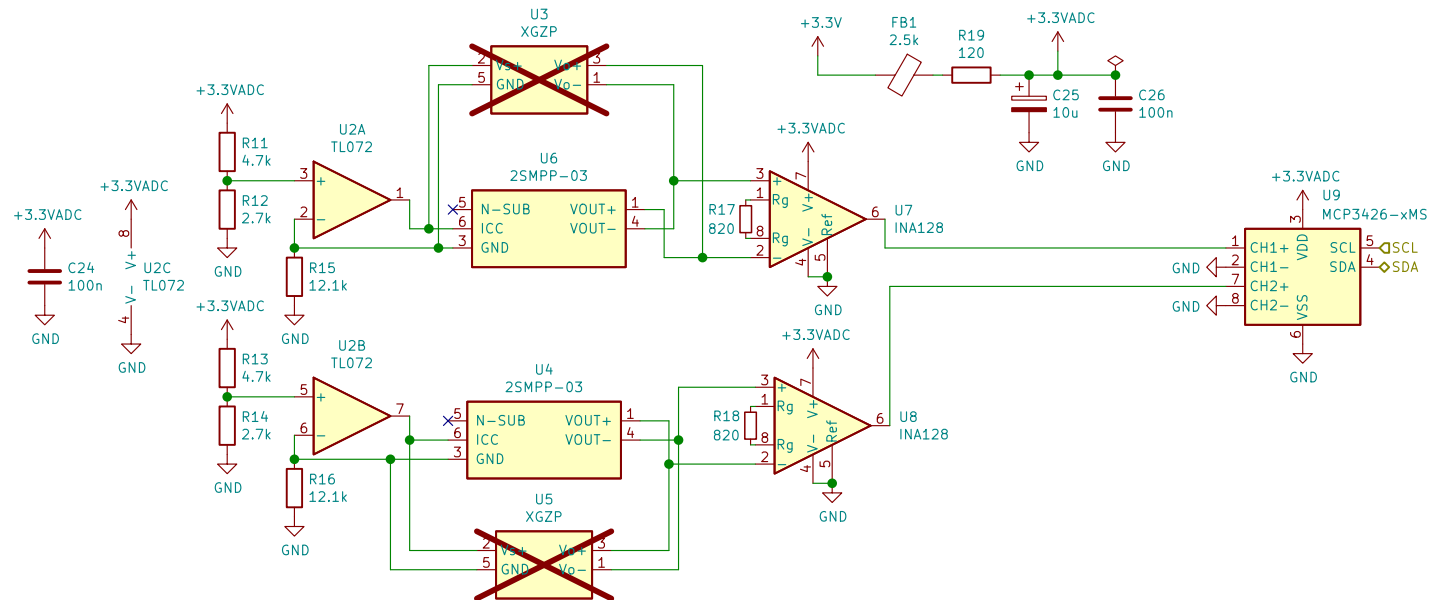 U3
XGZP
2 Vs+ Vo+ 3
5 GND Vo- 1
+3.3V
FB1
2.5k
R19
120
+3.3VADC
+
C25
10u
C26
100n
GND
GND
+3.3VADC
R11
4.7k
R12
2.7k
GND
U2A
TL072
3 +
2 -
1
R15
12.1k
GND
U6
2SMPP-03
5 N-SUB VOUT+ 1
6 ICC VOUT- 4
3 GND
+3.3VADC
3 +
1 Rg
8 Rg
2 -
7 V+
4 V-
5 Ref
6
R17
820
U7
INA128
GND
+3.3VADC
U9
MCP3426-xMS
3 VDD
1 CH1+ SCL 5 SCL
GND 2 CH1- SDA 4 SDA
7 CH2+
GND 8 CH2-
VSS 6
GND
+3.3VADC
C24
100n
GND
+3.3VADC
8 V+
U2C
TL072
4 V-
GND
+3.3VADC
R13
4.7k
R14
2.7k
GND
U2B
TL072
5 +
6 -
7
R16
12.1k
GND
U4
2SMPP-03
5 N-SUB VOUT+ 1
6 ICC VOUT- 4
3 GND
+3.3VADC
3 +
1 Rg
8 Rg
2 -
7 V+
4 V-
5 Ref
6
R18
820
U8
INA128
GND
U5
XGZP
2 Vs+ Vo+ 3
5 GND Vo- 1